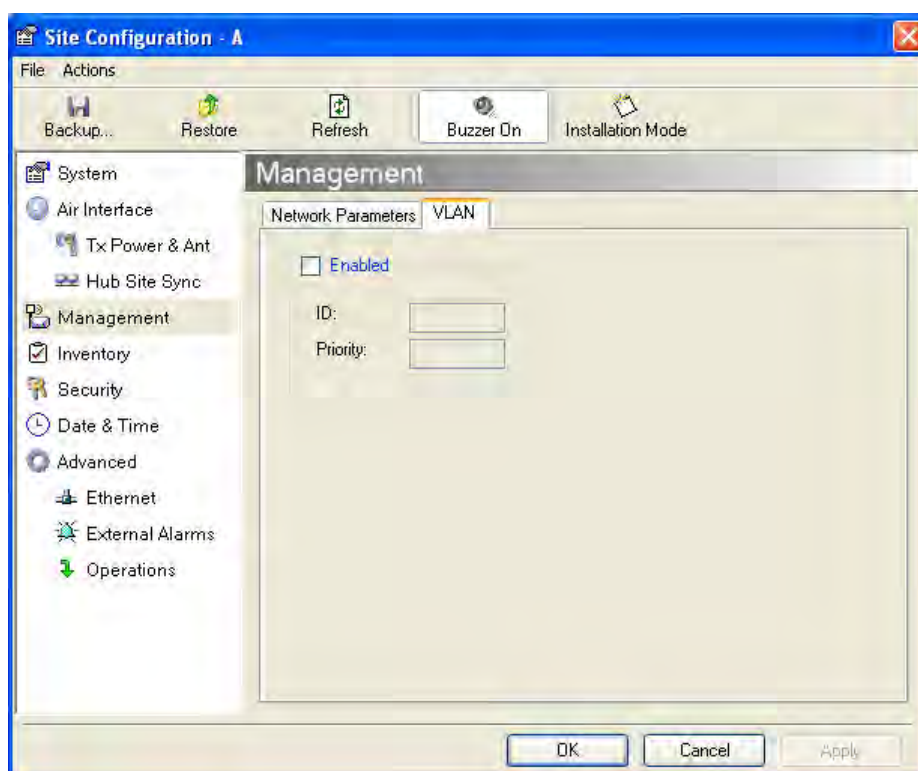 Site Configuration - A
File Actions
Backup... Restore Refresh Buzzer On Installation Mode
System
Air Interface
Tx Power & Ant
Hub Site Sync
Management
Inventory
Security
Date & Time
Advanced
Ethernet
External Alarms
Operations
Management
Network Parameters VLAN
Enabled
ID:
Priority:
OK Cancel Apply